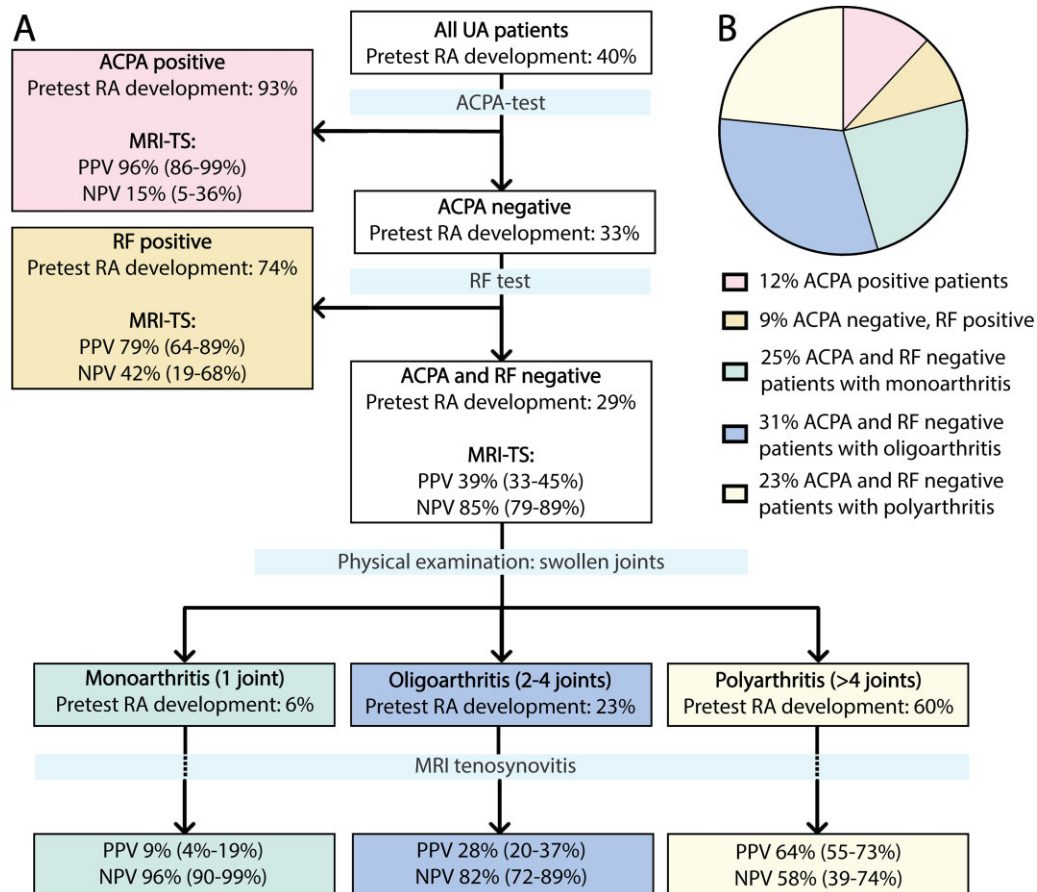 A
All UA patients
Pretest RA development: 40%
ACPA positive
Pretest RA development: 93%
MRI-TS:
PPV 96% (86-99%)
NPV 15% (5-36%)
ACPA-test
ACPA negative
Pretest RA development: 33%
RF positive
Pretest RA development: 74%
MRI-TS:
PPV 79% (64-89%)
NPV 42% (19-68%)
RF test
ACPA and RF negative
Pretest RA development: 29%
MRI-TS:
PPV 39% (33-45%)
NPV 85% (79-89%)
Physical examination: swollen joints
Monoarthritis (1 joint)
Pretest RA development: 6%
Oligoarthritis (2-4 joints)
Pretest RA development: 23%
Polyarthritis (>4 joints)
Pretest RA development: 60%
MRI tenosynovitis
PPV 9% (4%-19%)
NPV 96% (90-99%)
PPV 28% (20-37%)
NPV 82% (72-89%)
PPV 64% (55-73%)
NPV 58% (39-74%)
B
12% ACPA positive patients
9% ACPA negative, RF positive
25% ACPA and RF negative
patients with monoarthritis
31% ACPA and RF negative
patients with oligoarthritis
23% ACPA and RF negative
patients with polyarthritis